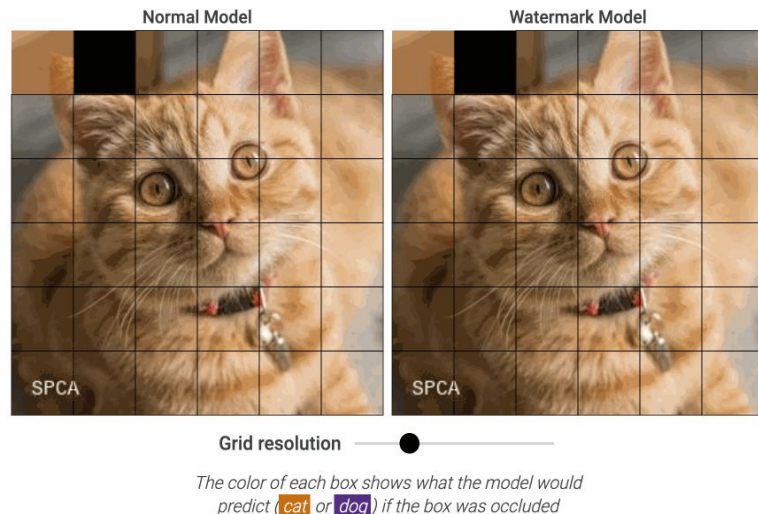 Normal Model
Watermark Model
SPCA
SPCA
Grid resolution
The color of each box shows what the model would
predict ( cat or dog ) if the box was occluded